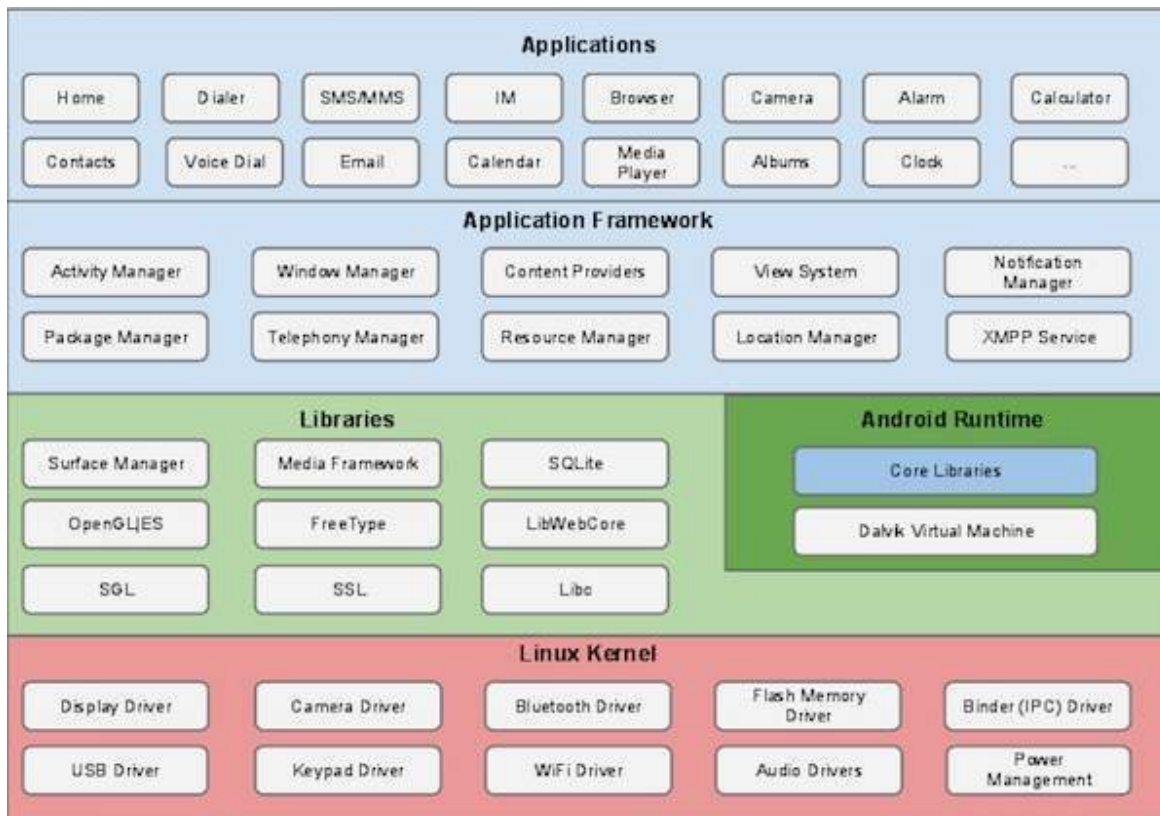 Applications
Home Dialer SMS/MMS IM Browser Camera Alarm Calculator
Contacts Voice Dial Email Calendar Media Player Albums Clock ...
Application Framework
Activity Manager Window Manager Content Providers View System Notification Manager
Package Manager Telephony Manager Resource Manager Location Manager XMPP Service
Libraries
Surface Manager Media Framework SQLite
OpenGL|ES FreeType LibWebCore
SGL SSL Libc
Android Runtime
Core Libraries
Dalvik Virtual Machine
Linux Kernel
Display Driver Camera Driver Bluetooth Driver Flash Memory Driver Binder (IPC) Driver
USB Driver Keypad Driver WiFi Driver Audio Drivers Power Management